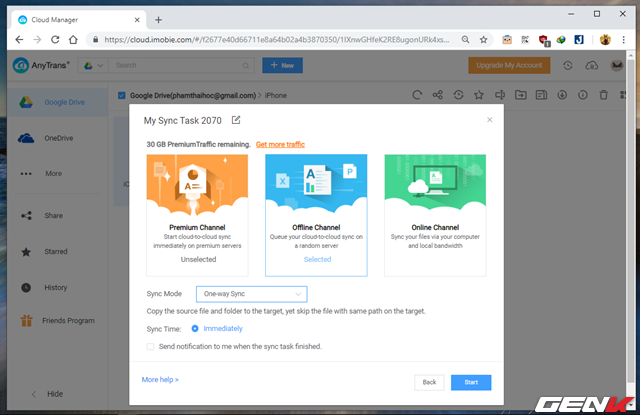 Cloud Manager
https://cloud.imobie.com/#/f2677e40d66711e8a64b02a4b3870350/1IXnwGHfeK2RE8ugonURk4xs...
AnyTrans
Search
+ New
Upgrade My Account
Google Drive
Google Drive(phamthaihoc@gmail.com) > iPhone
OneDrive
More
Share
Starred
History
Friends Program
Hide
My Sync Task 2070
30 GB PremiumTraffic remaining. Get more traffic
Premium Channel
Start cloud-to-cloud sync
immediately on premium servers
Unselected
Offline Channel
Queue your cloud-to-cloud sync on
a random server
Selected
Online Channel
Sync your files via your computer
and local bandwidth
Sync Mode One-way Sync
Copy the source file and folder to the target, yet skip the file with same path on the target.
Sync Time: Immediately
Send notification to me when the sync task finished.
More help >
Back
Start
GENK